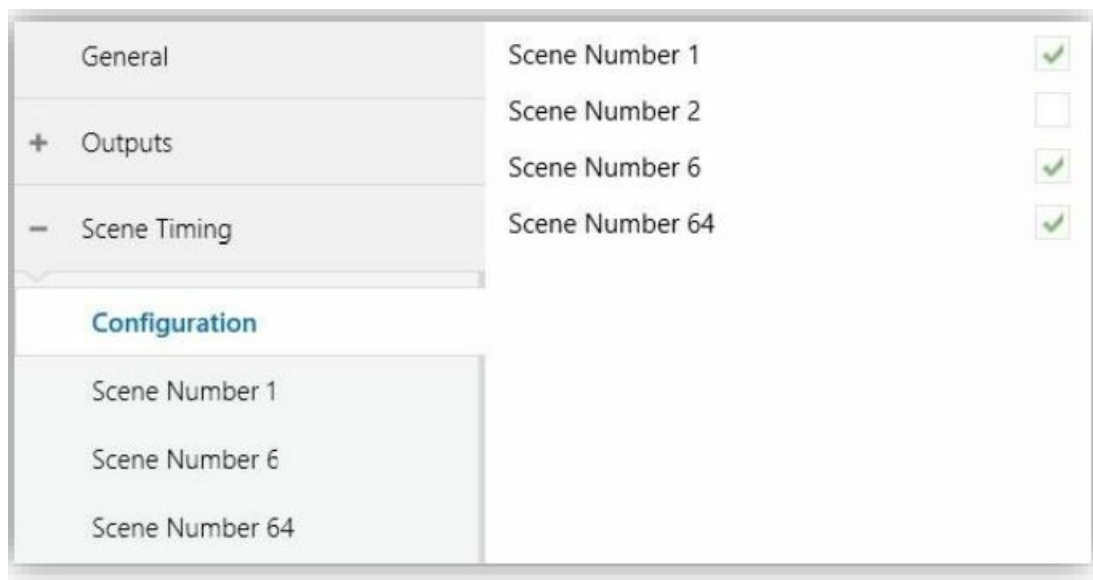 General
+ Outputs
− Scene Timing
Configuration
Scene Number 1
Scene Number 6
Scene Number 64
Scene Number 1
Scene Number 2
Scene Number 6
Scene Number 64